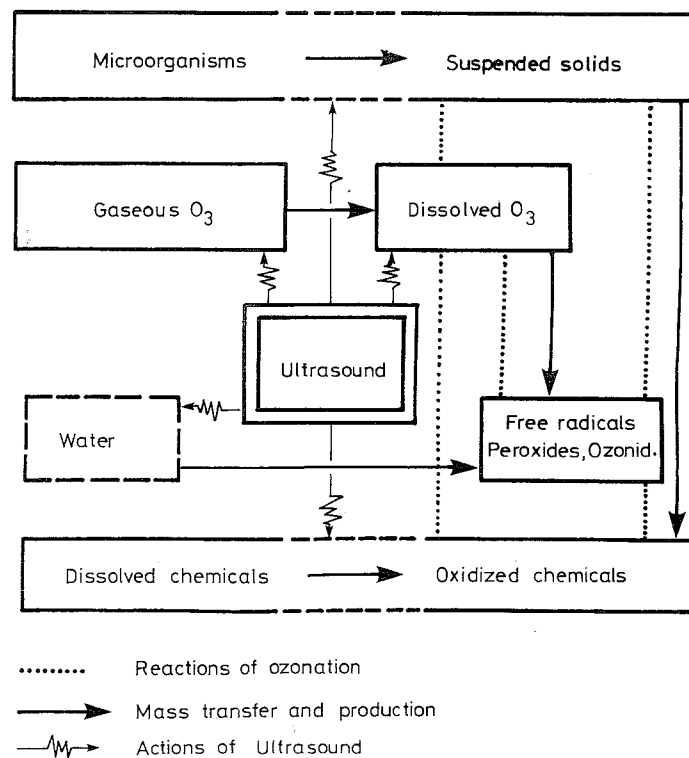 Microorganisms
Suspended solids
Gaseous O3
Dissolved O3
Ultrasound
Water
Free radicals
Peroxides, Ozonid.
Dissolved chemicals
Oxidized chemicals
Reactions of ozonation
Mass transfer and production
Actions of Ultrasound